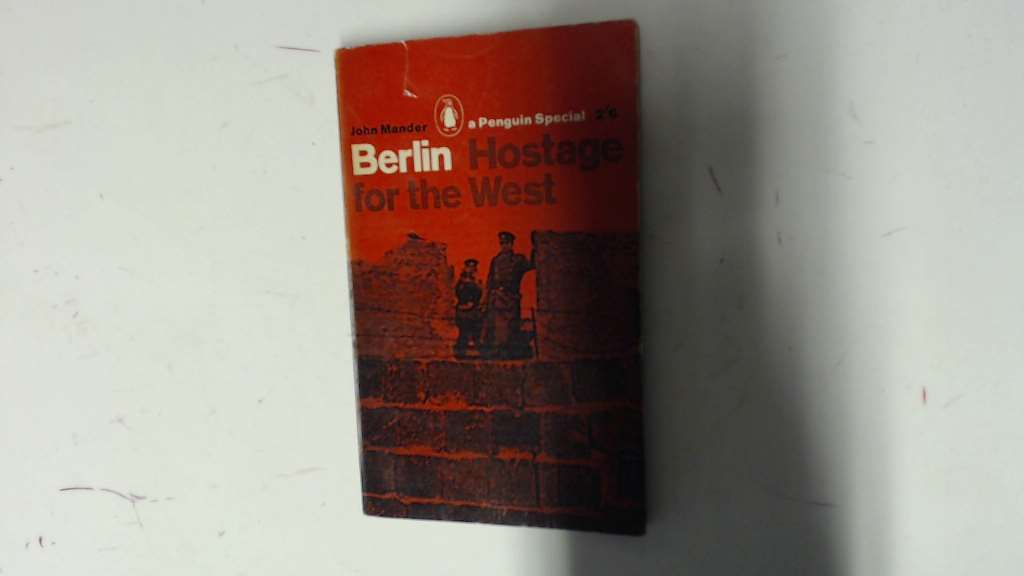 John Mander a Penguin Special 2'6
Berlin Hostage
for the West